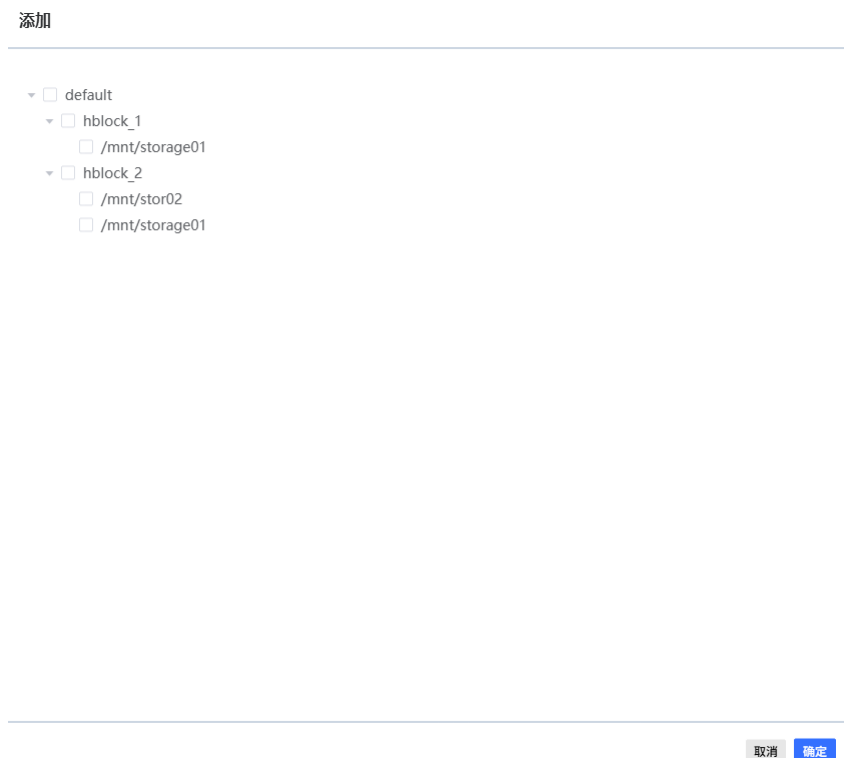 添加
default
hblock_1
/mnt/storage01
hblock_2
/mnt/stor02
/mnt/storage01
取消 确定